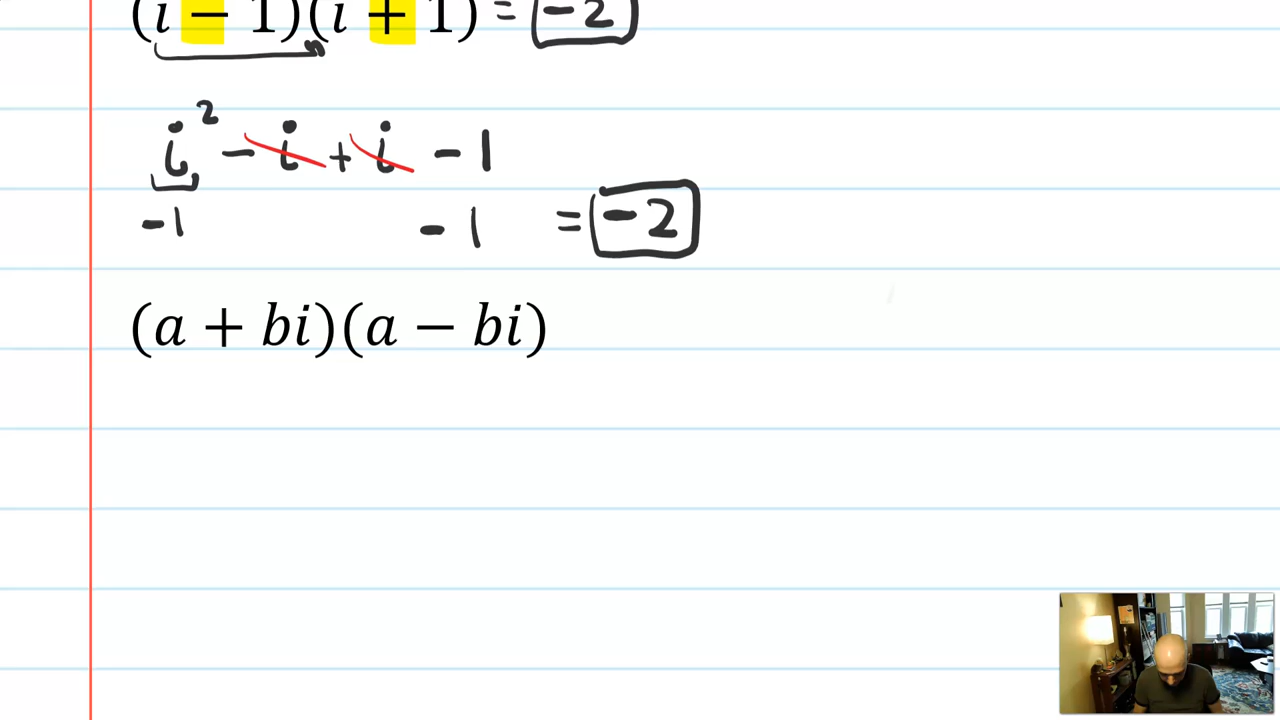 (i − 1)(i + 1) = -2
i² - i + i - 1
-1 - 1 = -2
(a + bi)(a − bi)